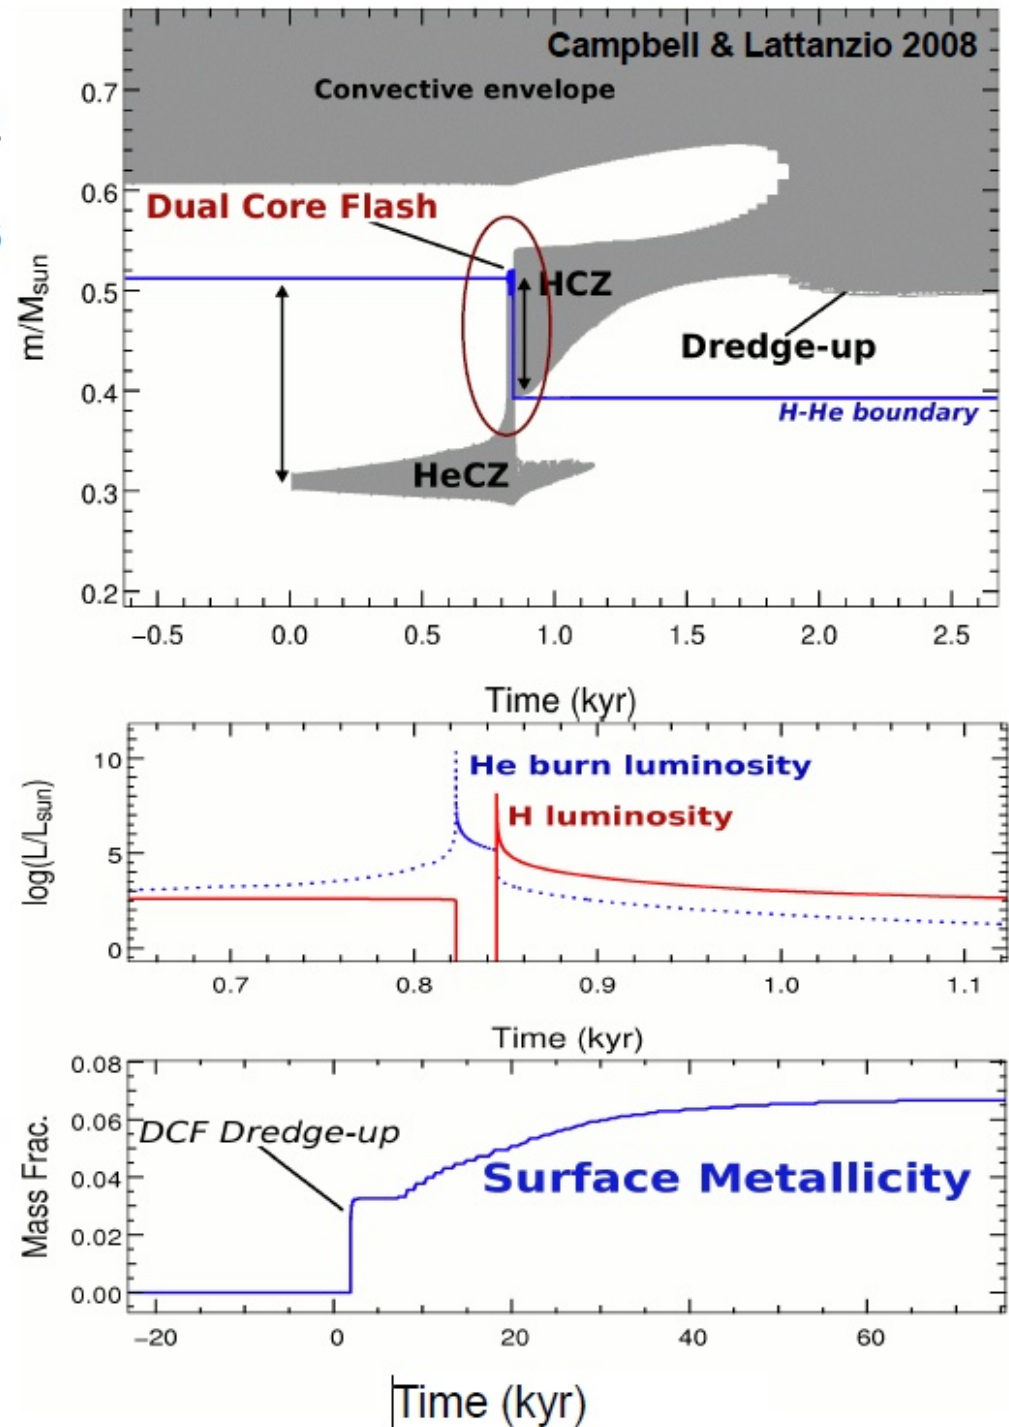 Campbell & Lattanzio 2008
Convective envelope
0.7
0.6
Dual Core Flash
0.5
HCZ
m/Msun
Dredge-up
0.4
H-He boundary
HeCZ
0.3
0.2
−0.5 0.0 0.5 1.0 1.5 2.0 2.5
Time (kyr)
10
He burn luminosity
H luminosity
log(L/Lsun)
5
0
0.7 0.8 0.9 1.0 1.1
Time (kyr)
0.08
0.06
DCF Dredge-up
Mass Frac.
0.04
Surface Metallicity
0.02
0.00
−20 0 20 40 60
Time (kyr)